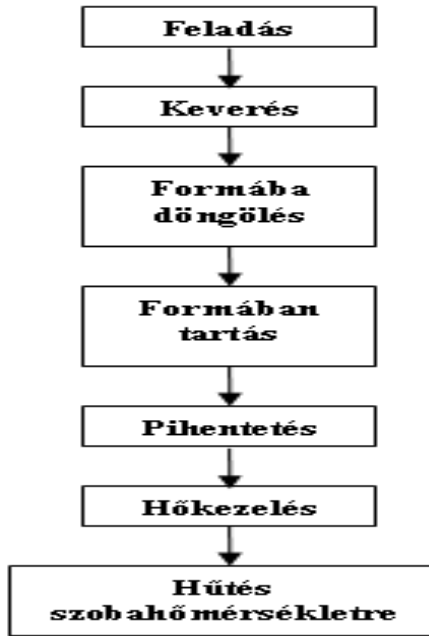 Feladás
Keverés
Formába
döngölés
Formában
tartás
Pihentetés
Hőkezelés
Hűtés
szobahőmérsékletre